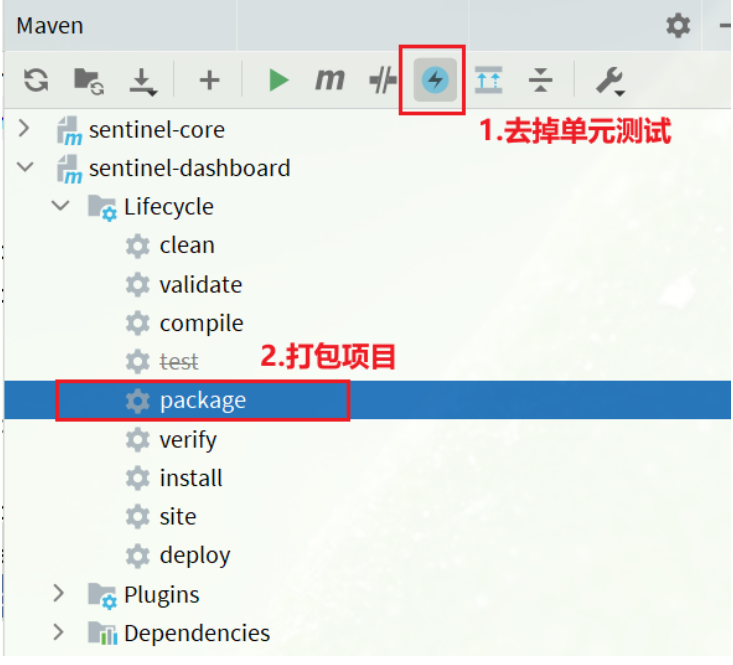 Maven
m
1.去掉单元测试
sentinel-core
sentinel-dashboard
Lifecycle
clean
validate
compile
test
2.打包项目
package
verify
install
site
deploy
Plugins
Dependencies